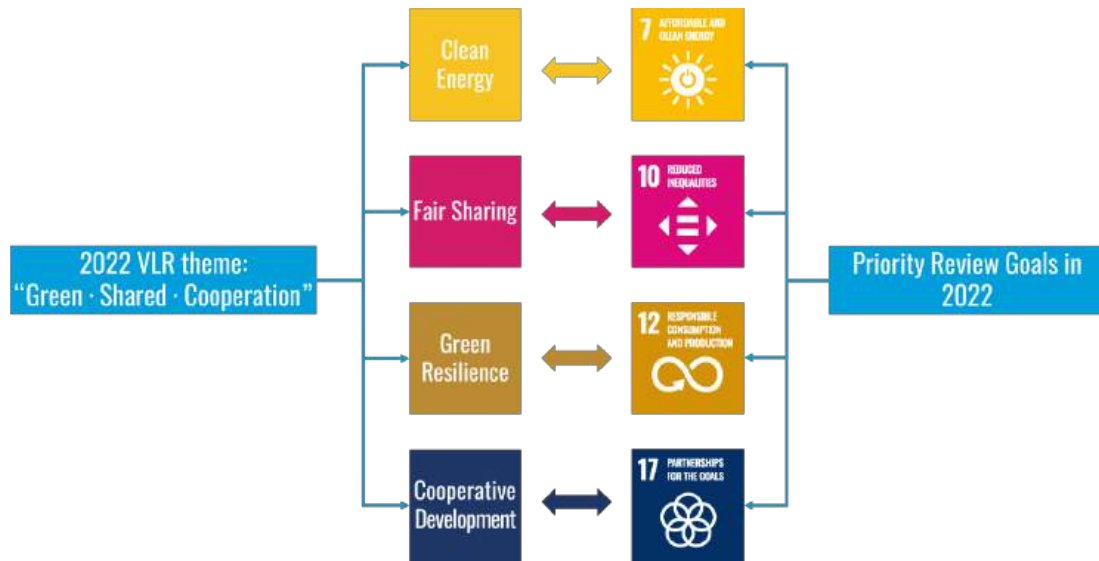 Clean
Energy
7 AFFORDABLE AND
CLEAN ENERGY
Fair Sharing
10 REDUCED
INEQUALITIES
2022 VLR theme:
“Green · Shared · Cooperation”
Priority Review Goals in
2022
Green
Resilience
12 RESPONSIBLE
CONSUMPTION
AND PRODUCTION
Cooperative
Development
17 PARTNERSHIPS
FOR THE GOALS